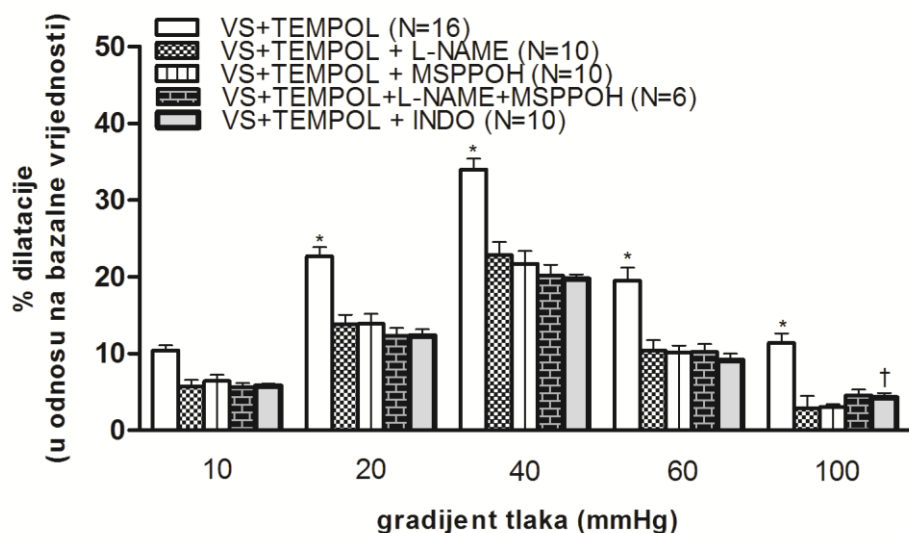 VS+TEMPOL (N=16)
VS+TEMPOL + L-NAME (N=10)
VS+TEMPOL + MSPPOH (N=10)
VS+TEMPOL+L-NAME+MSPPOH (N=6)
VS+TEMPOL + INDO (N=10)
% dilatacije
(u odnosu na bazalne vrijednosti)
50
40
30
20
10
0
*
*
*
*
†
10 20 40 60 100
gradijent tlaka (mmHg)